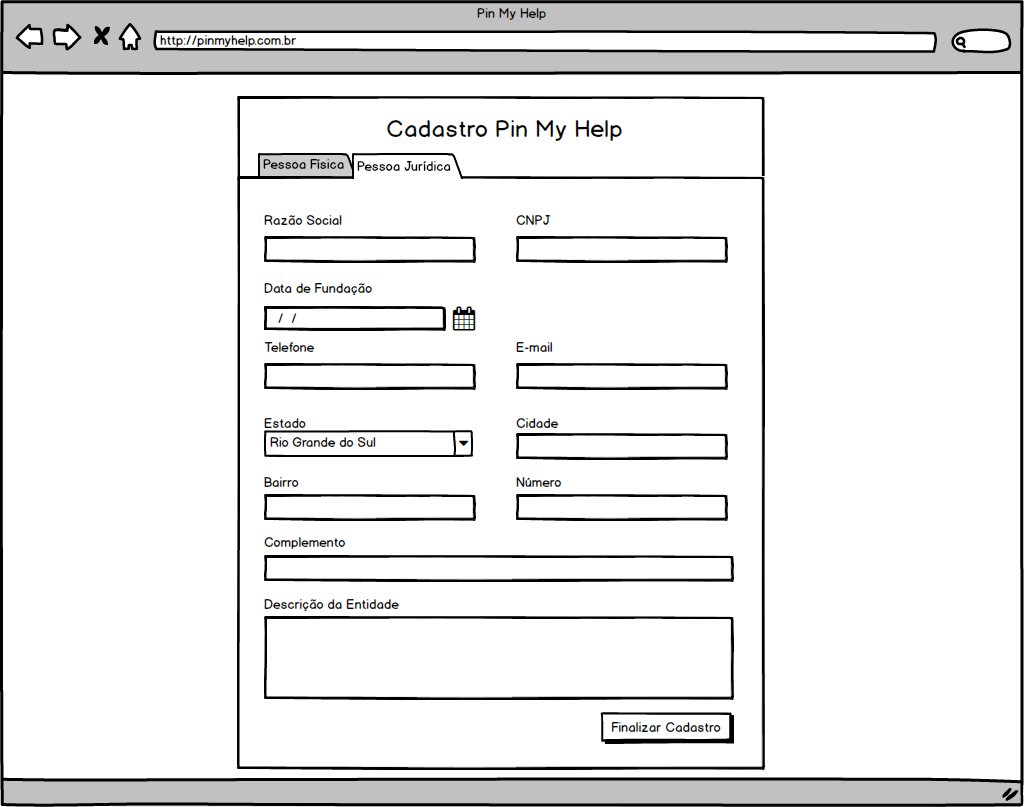 Pin My Help
http://pinmyhelp.com.br
Cadastro Pin My Help
Pessoa Física Pessoa Jurídica
Razão Social CNPJ
Data de Fundação
/ /
Telefone E-mail
Estado Cidade
Rio Grande do Sul
Bairro Número
Complemento
Descrição da Entidade
Finalizar Cadastro